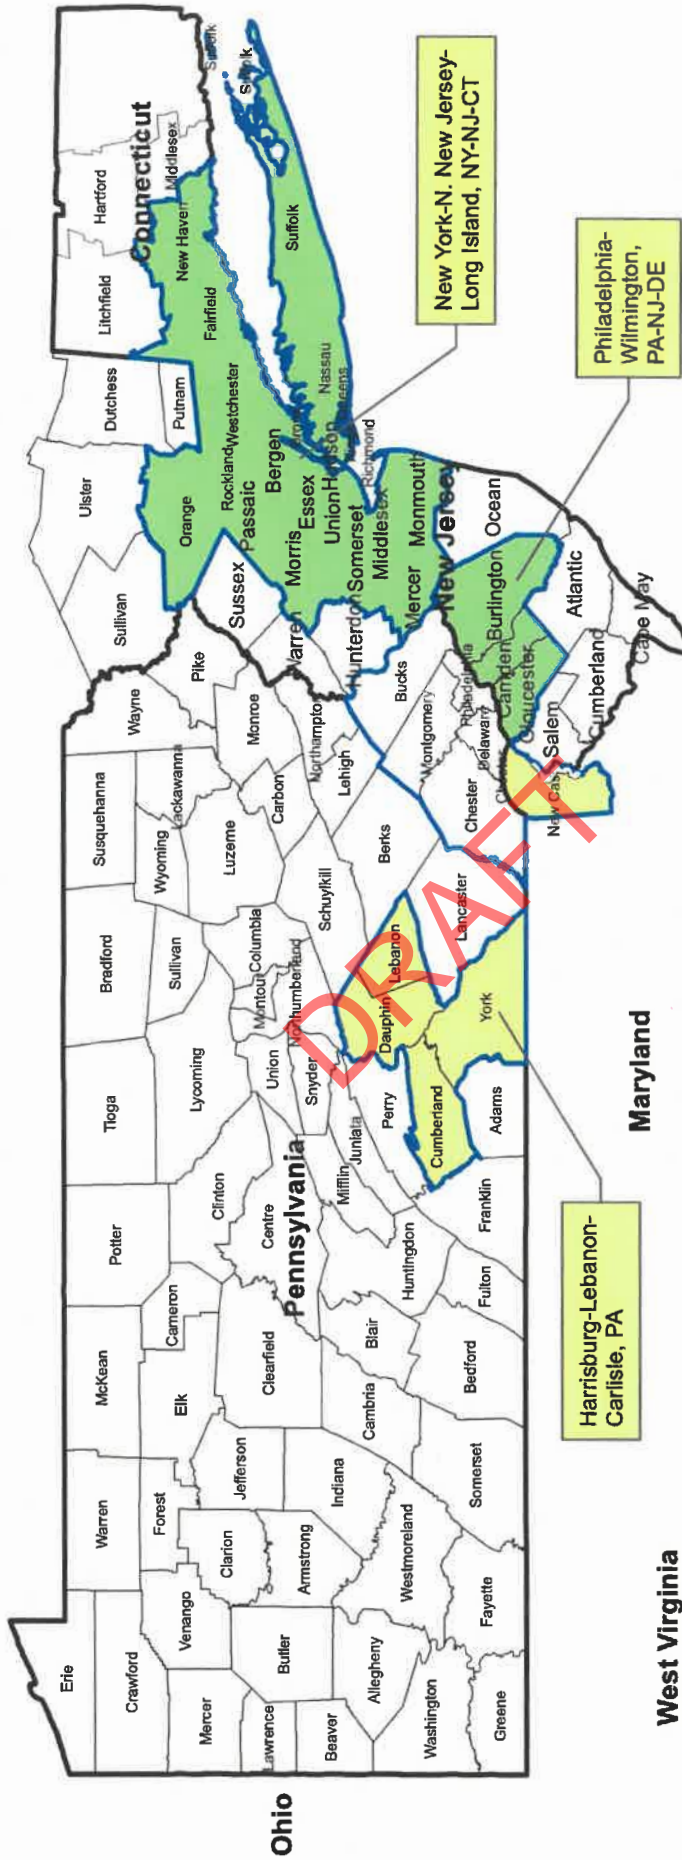 Connecticut
Litchfield
Hartford
Middlesex
New Haven
Fairfield
Suffolk
Suffolk
Suffolk
Nassau
Queens
Richmond
Dutchess
Putnam
Ulster
Sullivan
Orange
Rockland
Westchester
Passaic
Bergen
Essex
Hudson
Union
Morris
Somerset
Middlesex
Monmouth
Mercer
Sussex
Warren
Hunterdon
New Jersey
Ocean
Burlington
Camden
Gloucester
Atlantic
Salem
Cumberland
Cape May
New York-N. New Jersey-
Long Island, NY-NJ-CT
Philadelphia-
Wilmington,
PA-NJ-DE
Pennsylvania
Erie
Crawford
Warren
McKean
Potter
Tioga
Bradford
Susquehanna
Wayne
Pike
Mercer
Venango
Forest
Elk
Cameron
Clinton
Lycoming
Sullivan
Wyoming
Lackawanna
Monroe
Lawrence
Butler
Clarion
Jefferson
Clearfield
Centre
Union
Montour
Columbia
Luzerne
Carbon
Northampton
Beaver
Allegheny
Armstrong
Indiana
Cambria
Blair
Huntingdon
Mifflin
Juniata
Snyder
Northumberland
Schuylkill
Lehigh
Washington
Westmoreland
Somerset
Bedford
Fulton
Franklin
Perry
Cumberland
Dauphin
Lebanon
Berks
Bucks
Montgomery
Philadelphia
Delaware
Chester
Chester
Greene
Fayette
Adams
York
Lancaster
Harrisburg-Lebanon-
Carlisle, PA
Ohio
West Virginia
Maryland
DRAFT